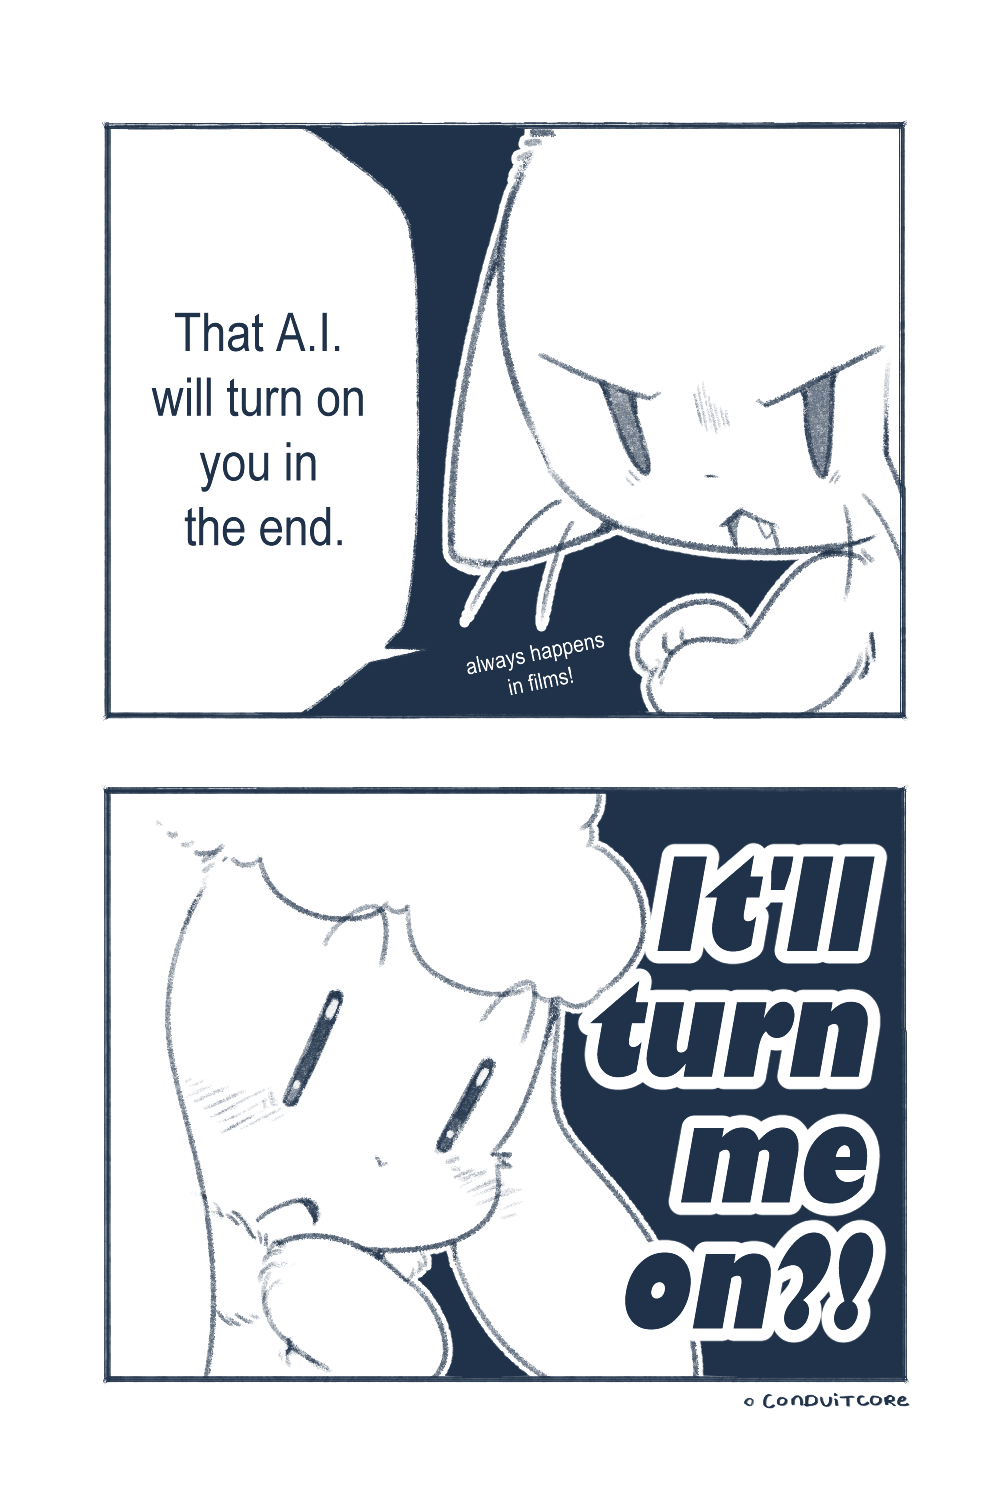 That A.I.
will turn on
you in
the end.
always happens
in films!
It'll
turn
me
on?!
© CONDUITCORE